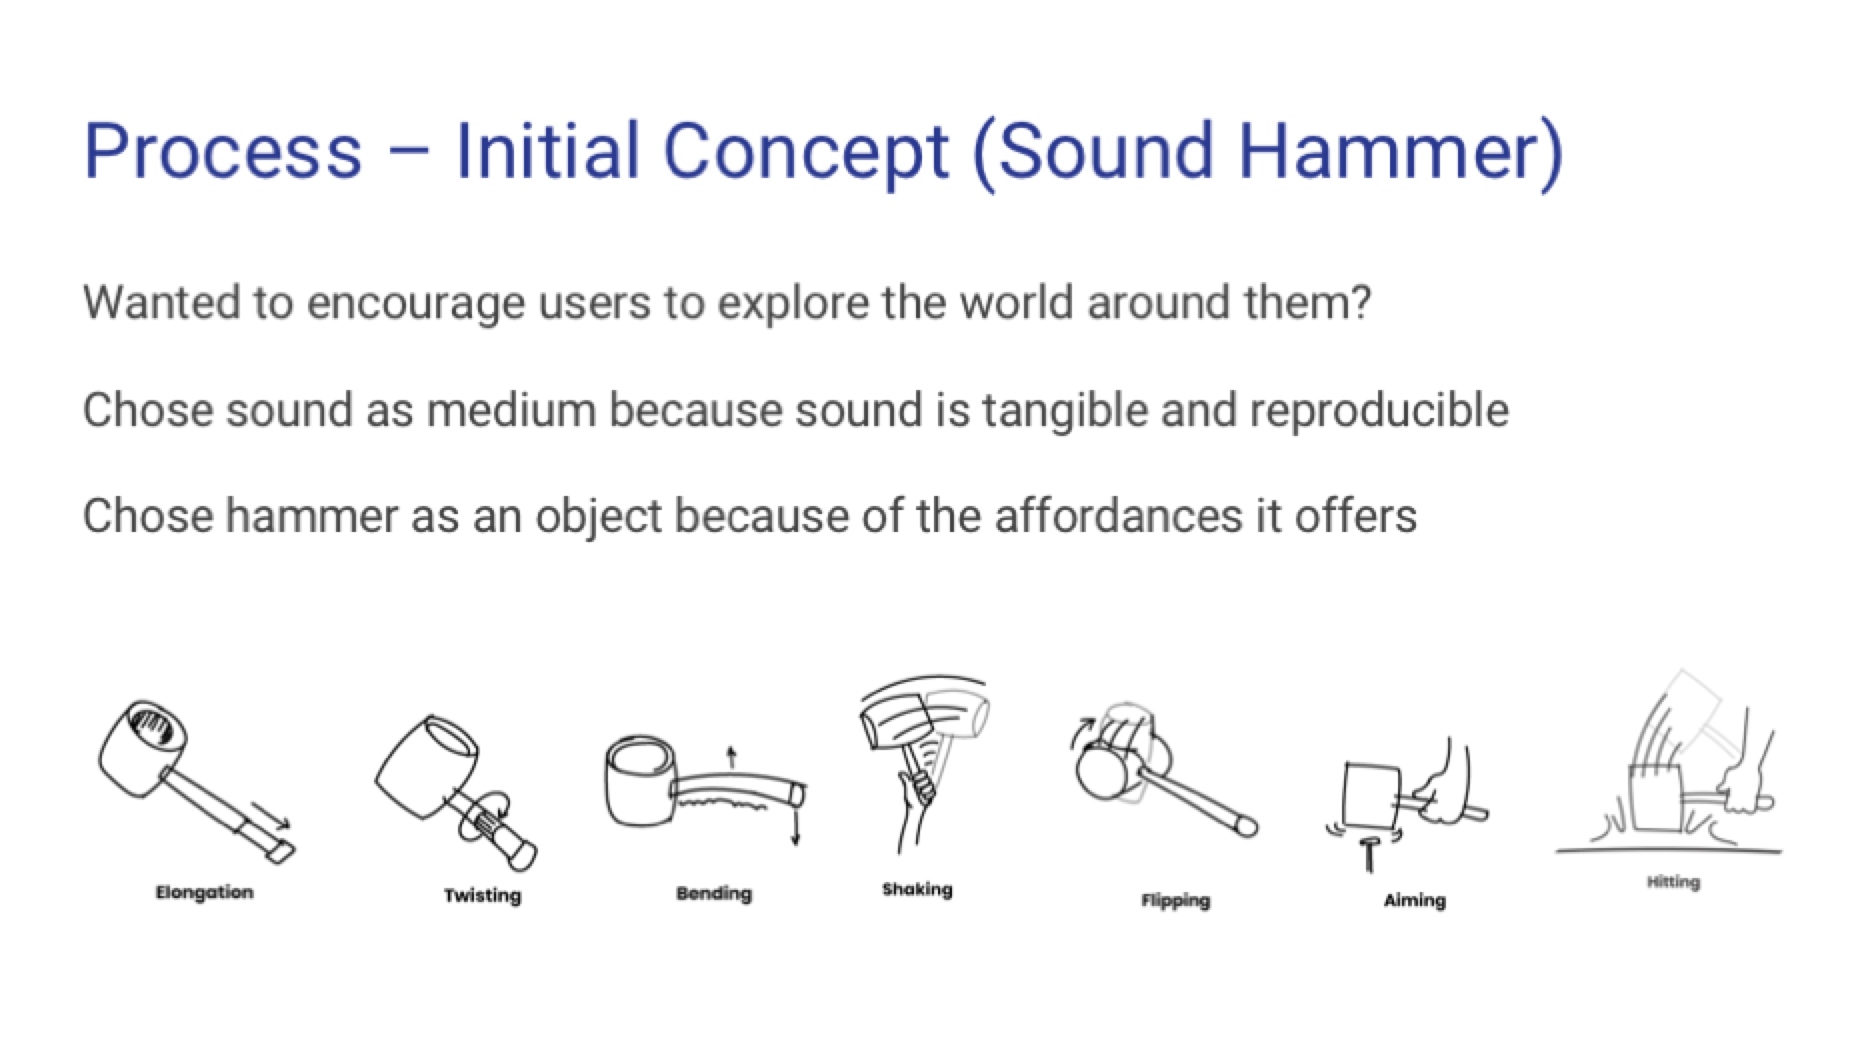 Process – Initial Concept (Sound Hammer)
Wanted to encourage users to explore the world around them?
Chose sound as medium because sound is tangible and reproducible
Chose hammer as an object because of the affordances it offers
Elongation
Twisting
Bending
Shaking
Flipping
Aiming
Hitting